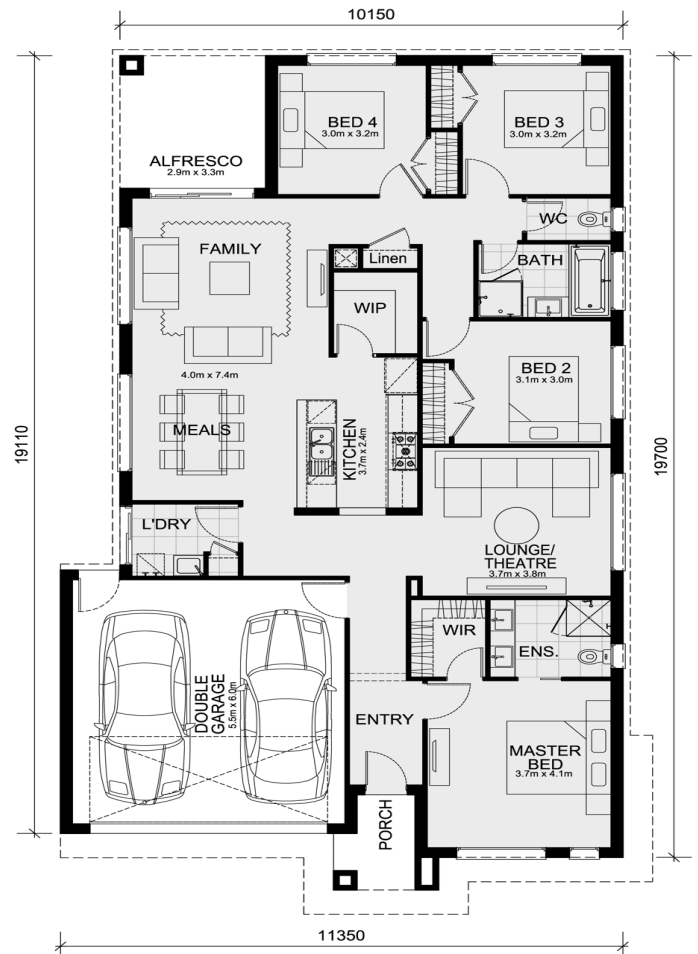 10150
BED 4
3.0m x 3.2m
BED 3
3.0m x 3.2m
ALFRESCO
2.9m x 3.3m
WC
FAMILY
Linen
BATH
WIP
4.0m x 7.4m
BED 2
3.1m x 3.0m
MEALS
KITCHEN
3.7m x 2.4m
19110
19700
L'DRY
LOUNGE/
THEATRE
3.7m x 3.8m
WIR
ENS.
DOUBLE
GARAGE
5.5m x 6.0m
ENTRY
MASTER
BED
3.7m x 4.1m
PORCH
11350